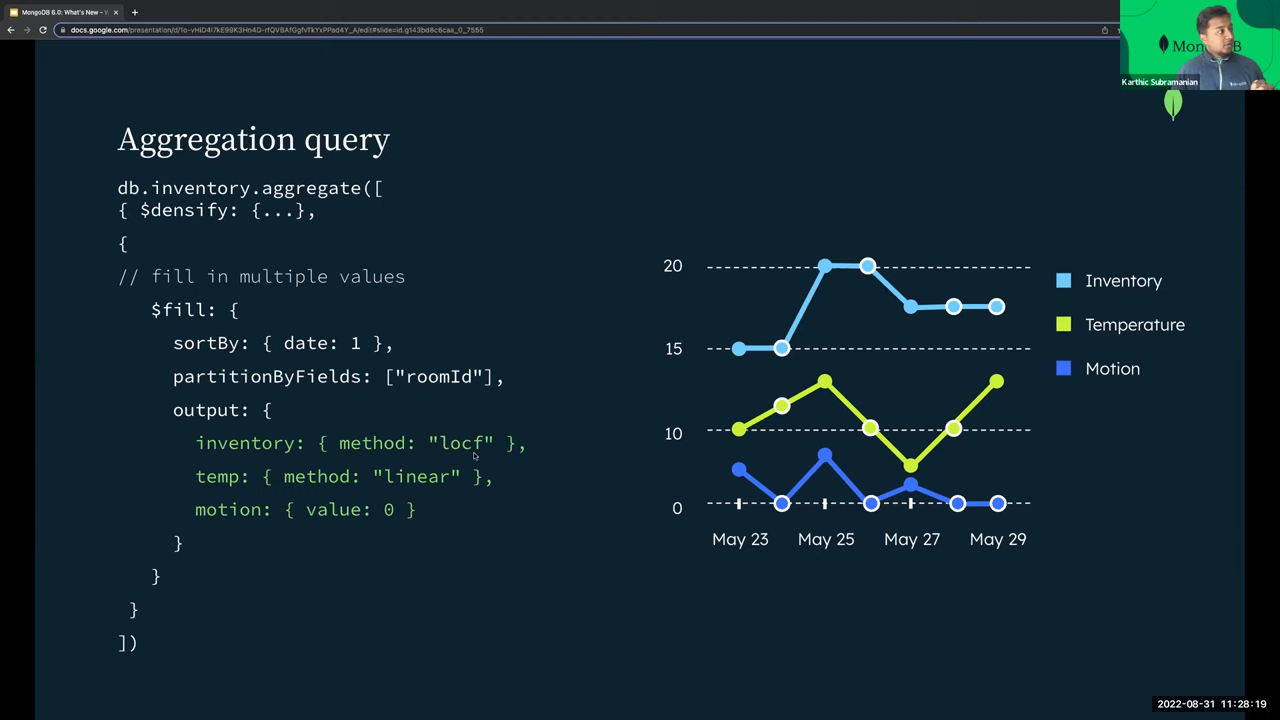 MongoDB 6.0: What's New - 
docs.google.com/presentation/d/1o-vHiD4I7kE99K3Hn4D-rfQVBAfGgfvTkYxPPad4Y_A/edit#slide=id.g143bd8c6caa_0_7555
Karthic Subramanian
Aggregation query
db.inventory.aggregate([
{ $densify: {...},
{
// fill in multiple values
$fill: {
sortBy: { date: 1 },
partitionByFields: ["roomId"],
output: {
inventory: { method: "locf" },
temp: { method: "linear" },
motion: { value: 0 }
}
}
}
])
20
15
10
0
May 23 May 25 May 27 May 29
Inventory
Temperature
Motion
2022-08-31 11:28:19